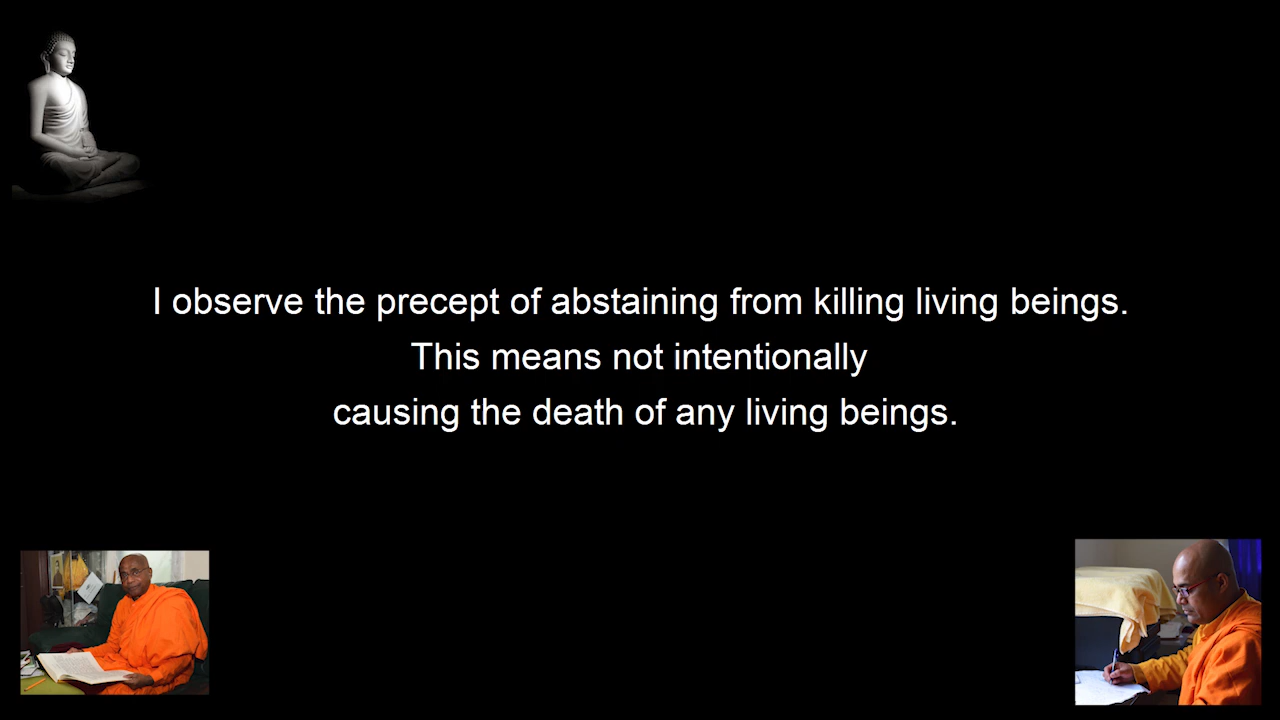 I observe the precept of abstaining from killing living beings.
This means not intentionally
causing the death of any living beings.